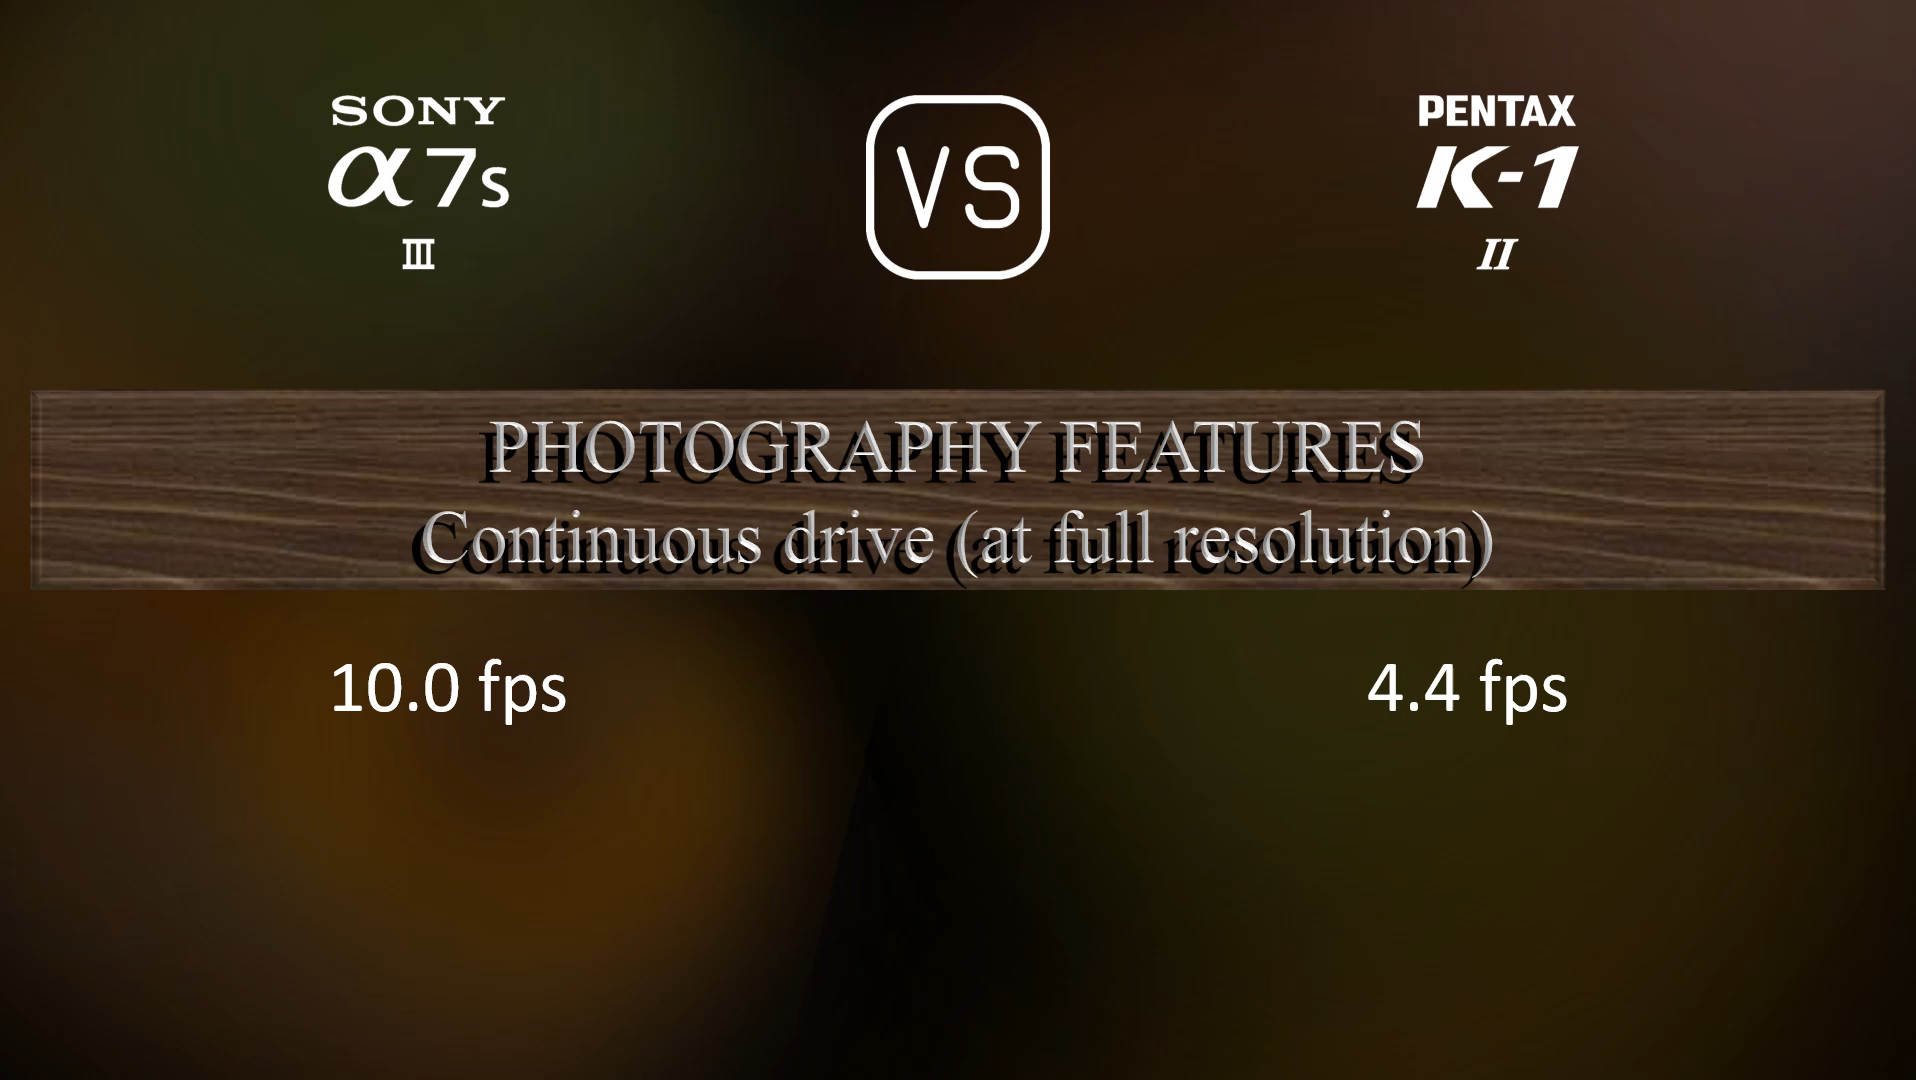 SONY
α7s
III
VS
PENTAX
K-1
II
PHOTOGRAPHY FEATURES
Continuous drive (at full resolution)
10.0 fps
4.4 fps